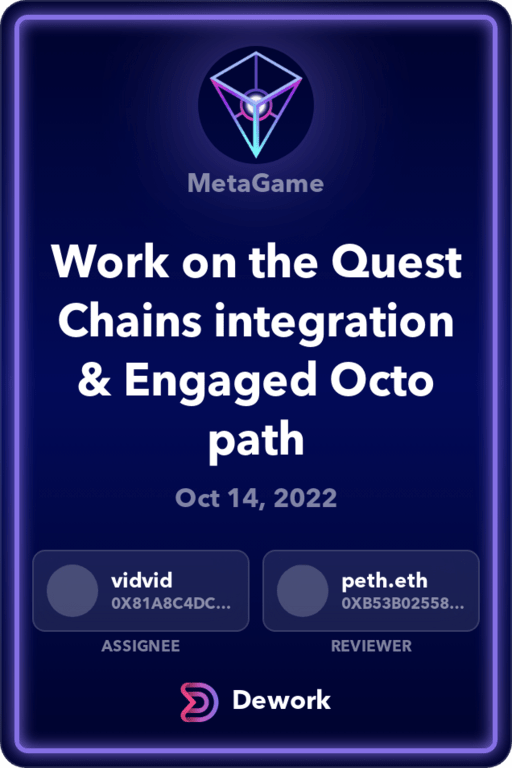 MetaGame
Work on the Quest
Chains integration
& Engaged Octo
path
Oct 14, 2022
vidvid
0X81A8C4DC...
peth.eth
0XB53B02558...
ASSIGNEE
REVIEWER
Dework